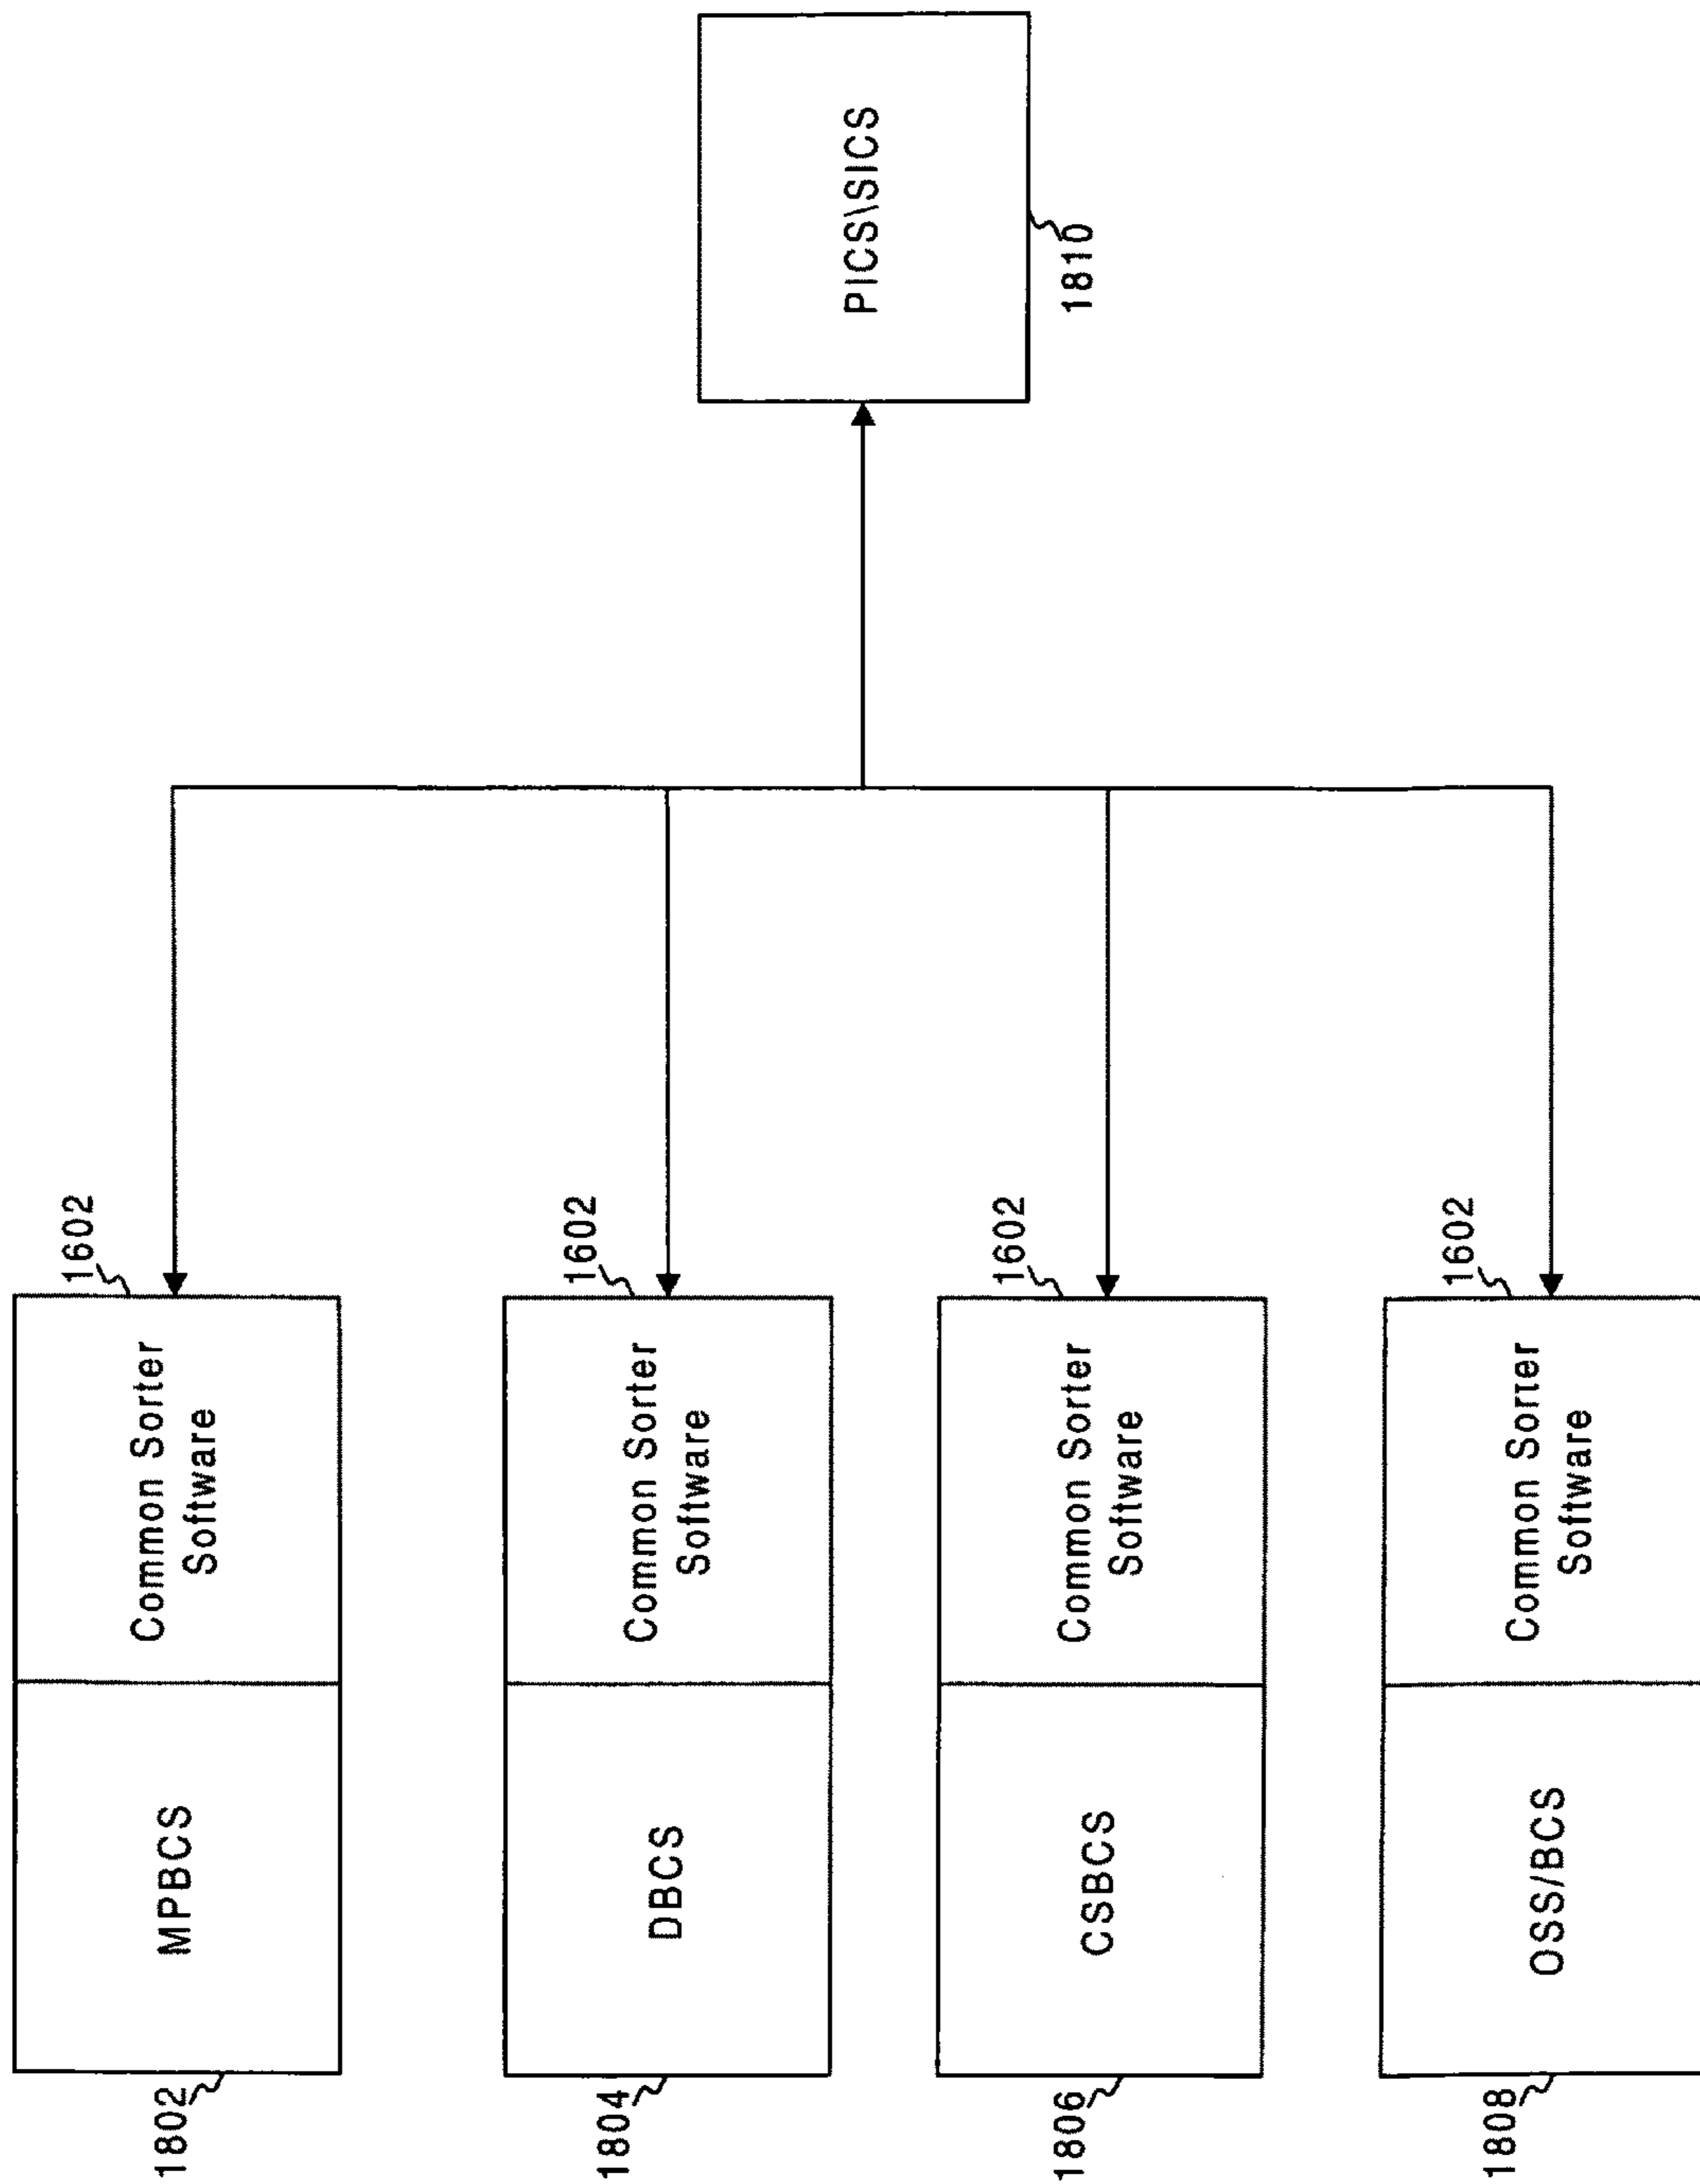 1802
MPBCS
Common Sorter
Software
1602
1804
DBCS
Common Sorter
Software
1602
PICS\SICS
1810
1806
CSBCS
Common Sorter
Software
1602
1808
OSS/BCS
Common Sorter
Software
1602